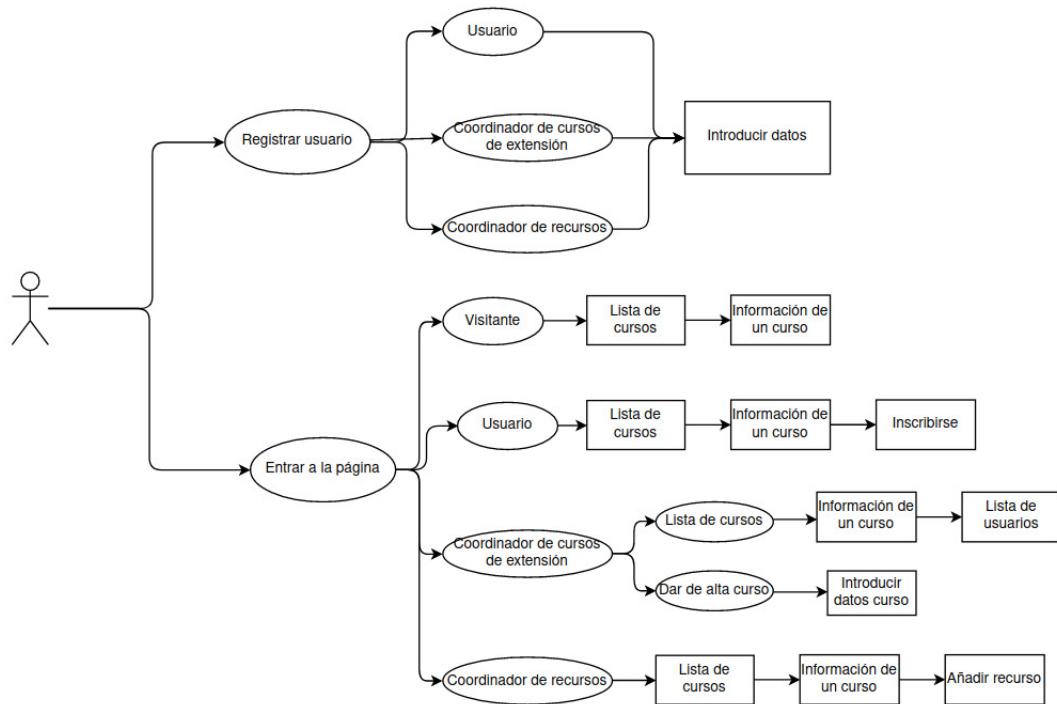 Usuario
Registrar usuario
Coordinador de cursos
de extensión
Introducir datos
Coordinador de recursos
Visitante
Lista de
cursos
Información de
un curso
Usuario
Lista de
cursos
Información de
un curso
Inscribirse
Entrar a la página
Coordinador de cursos
de extensión
Lista de cursos
Información de
un curso
Lista de
usuarios
Dar de alta curso
Introducir
datos curso
Coordinador de recursos
Lista de
cursos
Información de
un curso
Añadir recurso